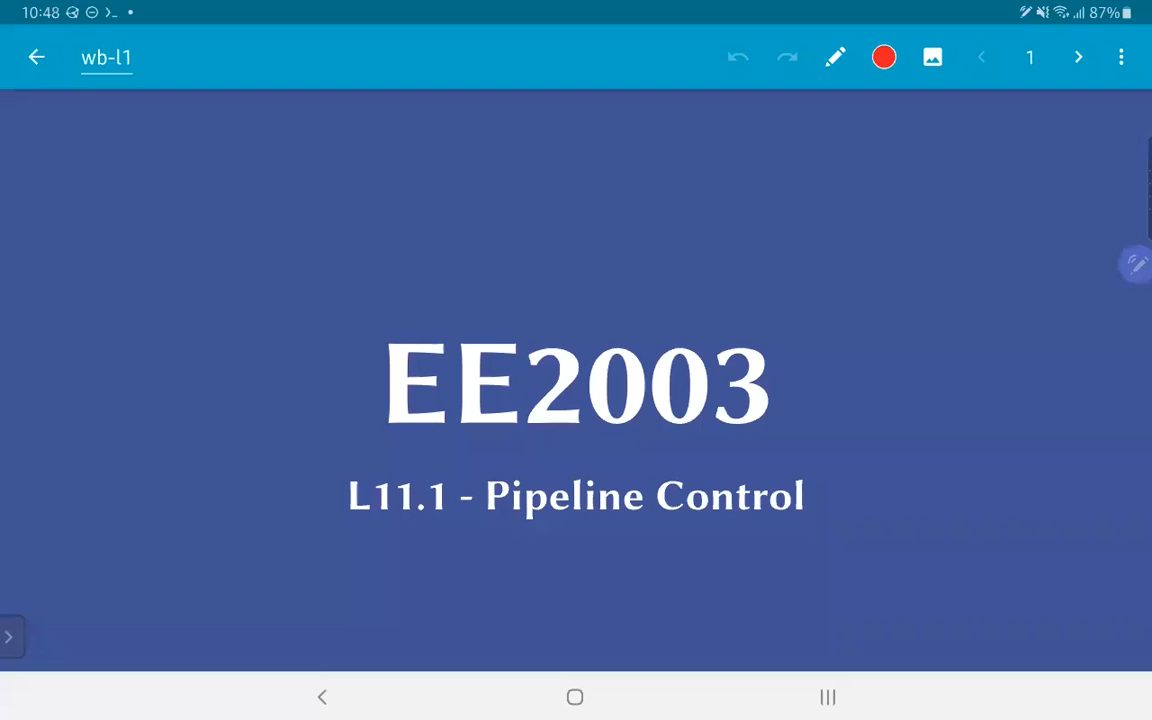 10:48
87%
wb-l1
1
EE2003
L11.1 - Pipeline Control